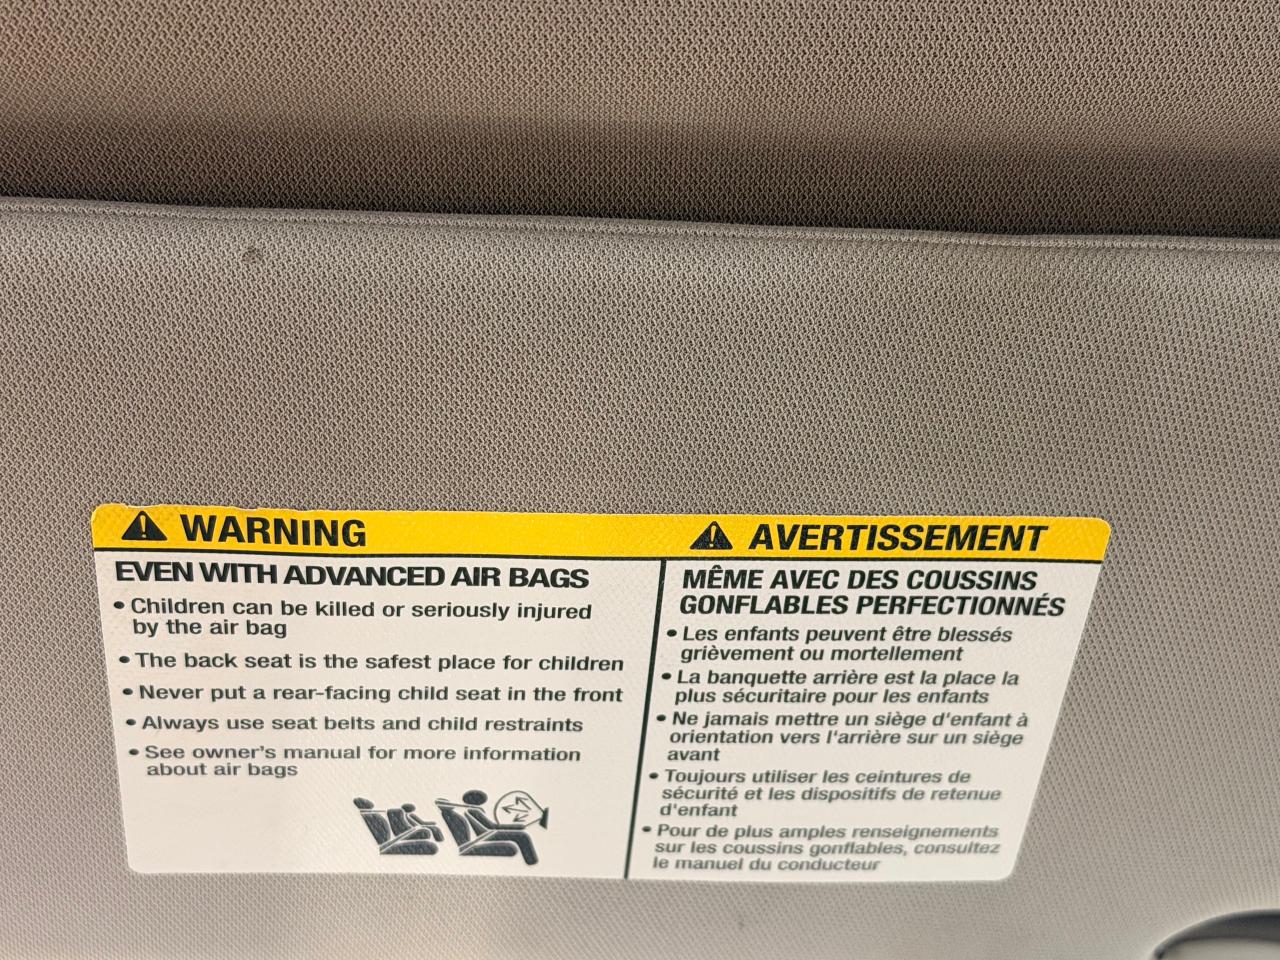 WARNING
EVEN WITH ADVANCED AIR BAGS
• Children can be killed or seriously injured
by the air bag
• The back seat is the safest place for children
• Never put a rear-facing child seat in the front
• Always use seat belts and child restraints
• See owner's manual for more information
about air bags
AVERTISSEMENT
MÊME AVEC DES COUSSINS
GONFLABLES PERFECTIONNÉS
• Les enfants peuvent être blessés
grièvement ou mortellement
• La banquette arrière est la place la
plus sécuritaire pour les enfants
• Ne jamais mettre un siège d'enfant à
orientation vers l'arrière sur un siège
avant
• Toujours utiliser les ceintures de
sécurité et les dispositifs de retenue
d'enfant
• Pour de plus amples renseignements
sur les coussins gonflables, consultez
le manuel du conducteur